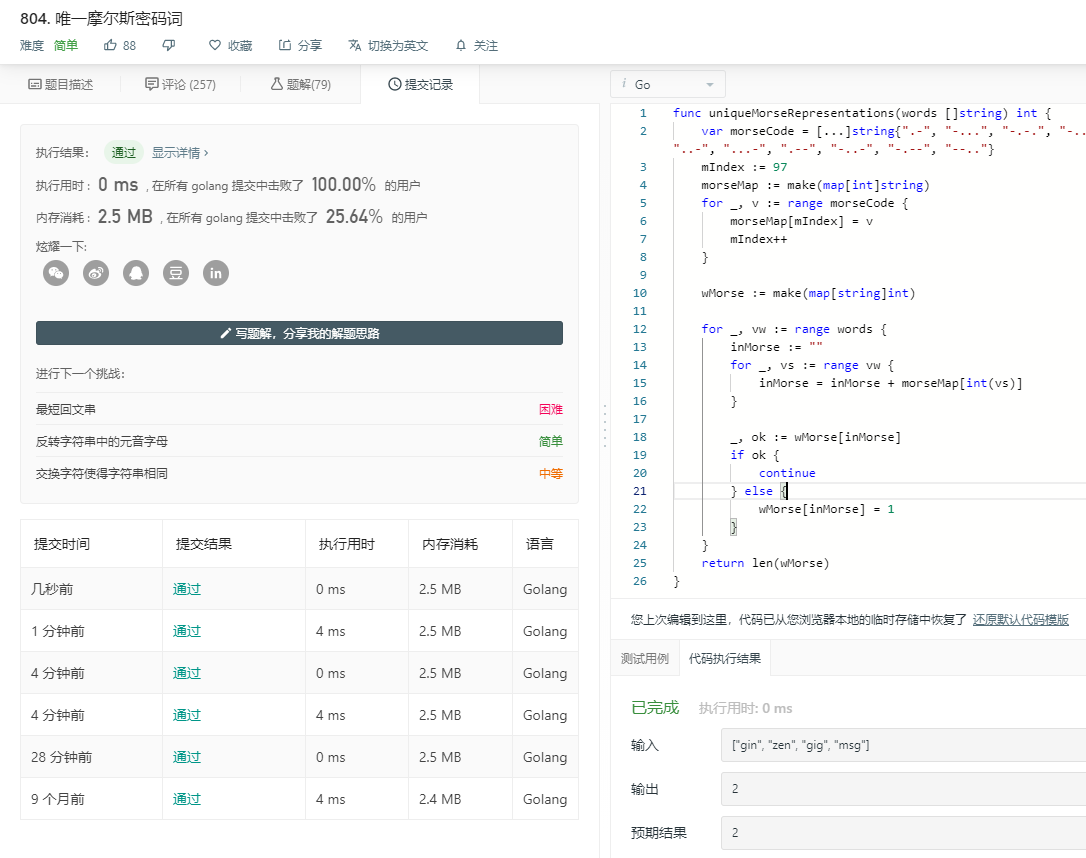 804. 唯一摩尔斯密码词
难度 简单 88 收藏 分享 切换为英文 关注
题目描述 评论 (257) 题解(79) 提交记录
执行结果： 通过 显示详情 ›
执行用时 : 0 ms , 在所有 golang 提交中击败了 100.00% 的用户
内存消耗 : 2.5 MB , 在所有 golang 提交中击败了 25.64% 的用户
炫耀一下:
豆 in
写题解，分享我的解题思路
进行下一个挑战:
最短回文串 困难
反转字符串中的元音字母 简单
交换字符使得字符串相同 中等
提交时间 提交结果 执行用时 内存消耗 语言
几秒前 通过 0 ms 2.5 MB Golang
1 分钟前 通过 4 ms 2.5 MB Golang
4 分钟前 通过 0 ms 2.5 MB Golang
4 分钟前 通过 4 ms 2.5 MB Golang
28 分钟前 通过 0 ms 2.5 MB Golang
9 个月前 通过 4 ms 2.4 MB Golang
i Go
1 func uniqueMorseRepresentations(words []string) int {
2 var morseCode = [...]string{".-", "-...", "-.-.", "-..
"..-", "...-", ".--", "-..-", "-.--", "--.."}
3 mIndex := 97
4 morseMap := make(map[int]string)
5 for _, v := range morseCode {
6 morseMap[mIndex] = v
7 mIndex++
8 }
9
10 wMorse := make(map[string]int)
11
12 for _, vw := range words {
13 inMorse := ""
14 for _, vs := range vw {
15 inMorse = inMorse + morseMap[int(vs)]
16 }
17
18 _, ok := wMorse[inMorse]
19 if ok {
20 continue
21 } else {
22 wMorse[inMorse] = 1
23 }
24 }
25 return len(wMorse)
26 }
您上次编辑到这里，代码已从您浏览器本地的临时存储中恢复了 还原默认代码模版
测试用例 代码执行结果
已完成 执行用时: 0 ms
输入 ["gin", "zen", "gig", "msg"]
输出 2
预期结果 2